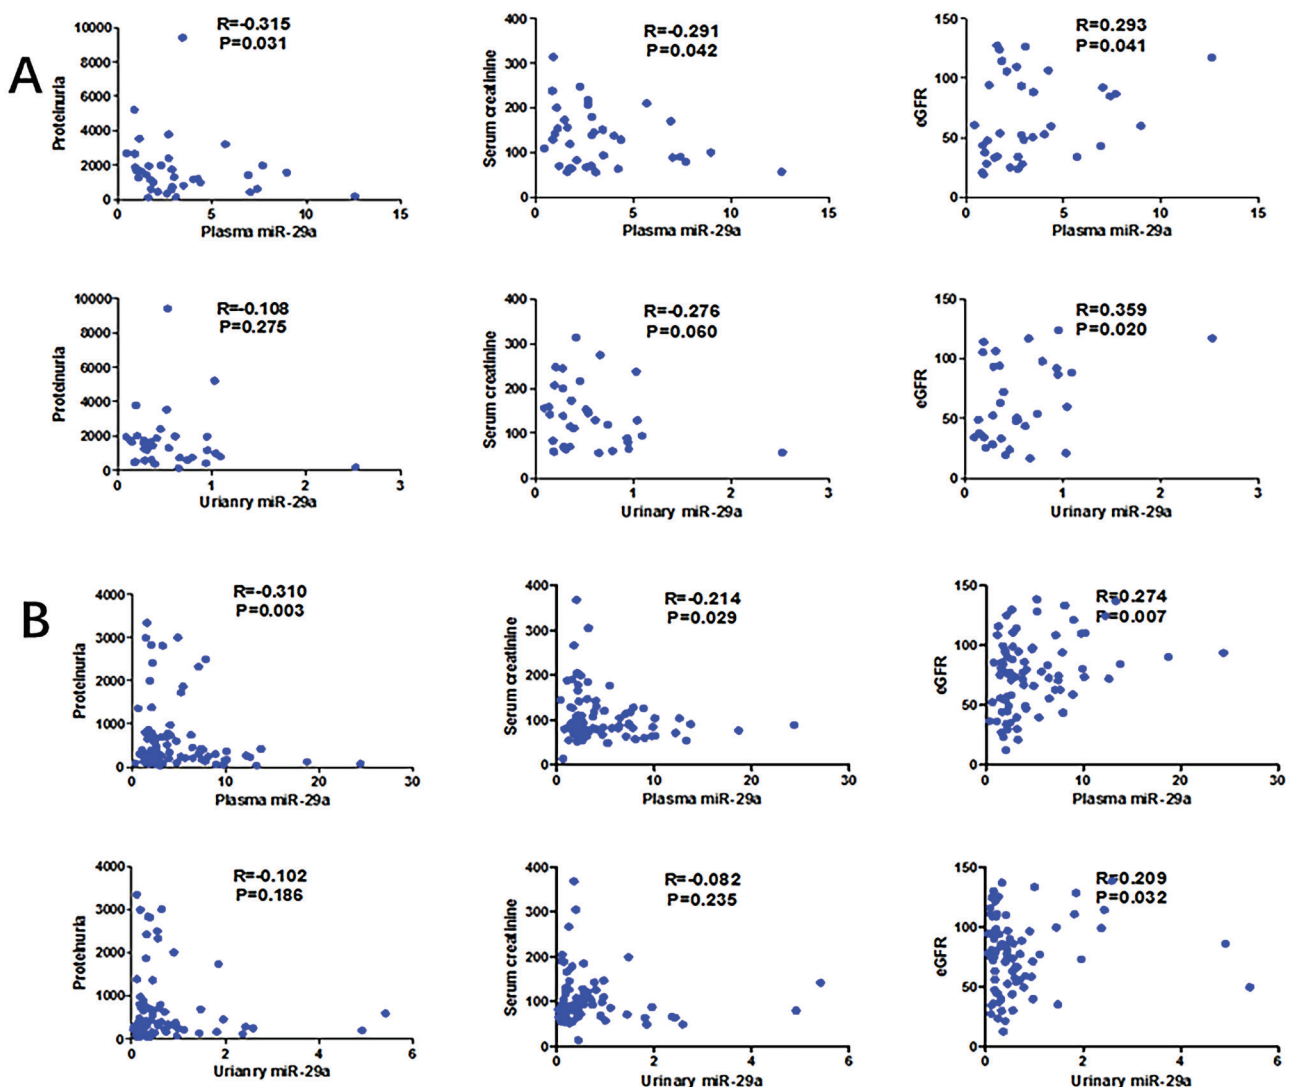 A
R=-0.315
P=0.031
10000
8000
6000
4000
2000
0
Proteinuria
0 5 10 15
Plasma miR-29a
R=-0.291
P=0.042
400
300
200
100
0
Serum creatinine
0 5 10 15
Plasma miR-29a
R=0.293
P=0.041
150
100
50
0
eGFR
0 5 10 15
Plasma miR-29a
R=-0.108
P=0.275
10000
8000
6000
4000
2000
0
Proteinuria
0 1 2 3
Urianry miR-29a
R=-0.276
P=0.060
400
300
200
100
0
Serum creatinine
0 1 2 3
Urinary miR-29a
R=0.359
P=0.020
150
100
50
0
eGFR
0 1 2 3
Urinary miR-29a
B
R=-0.310
P=0.003
4000
3000
2000
1000
0
Proteinuria
0 10 20 30
Plasma miR-29a
R=-0.214
P=0.029
400
300
200
100
0
Serum creatinine
0 10 20 30
Plasma miR-29a
R=0.274
P=0.007
150
100
50
0
eGFR
0 10 20 30
Plasma miR-29a
R=-0.102
P=0.186
4000
3000
2000
1000
0
Proteinuria
0 2 4 6
Urianry miR-29a
R=-0.082
P=0.235
400
300
200
100
0
Serum creatinine
0 2 4 6
Urinary miR-29a
R=0.209
P=0.032
150
100
50
0
eGFR
0 2 4 6
Urinary miR-29a